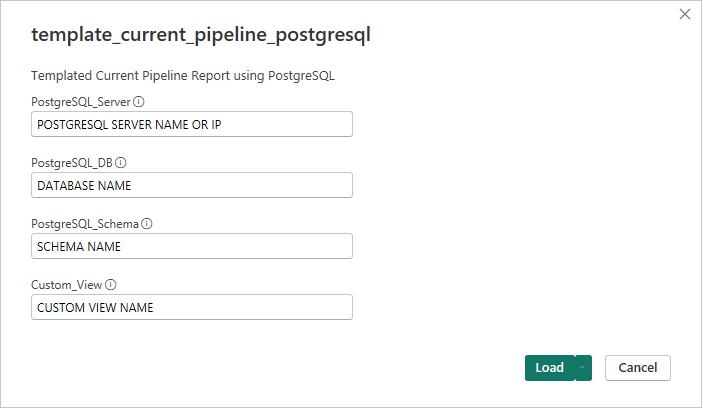 template_current_pipeline_postgresql
Templated Current Pipeline Report using PostgreSQL
PostgreSQL_Server
POSTGRESQL SERVER NAME OR IP
PostgreSQL_DB
DATABASE NAME
PostgreSQL_Schema
SCHEMA NAME
Custom_View
CUSTOM VIEW NAME
Load Cancel